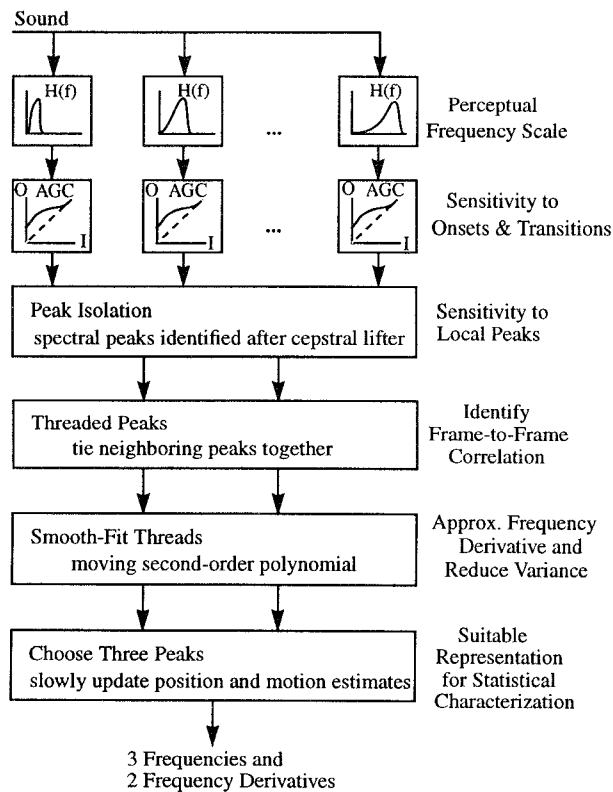 Sound
H(f) H(f) H(f)
Perceptual
Frequency Scale
...
O AGC O AGC O AGC
Sensitivity to
Onsets & Transitions
...
I I I
Peak Isolation
spectral peaks identified after cepstral lifter
Sensitivity to
Local Peaks
Threaded Peaks
tie neighboring peaks together
Identify
Frame-to-Frame
Correlation
Smooth-Fit Threads
moving second-order polynomial
Approx. Frequency
Derivative and
Reduce Variance
Choose Three Peaks
slowly update position and motion estimates
Suitable
Representation
for Statistical
Characterization
3 Frequencies and
2 Frequency Derivatives